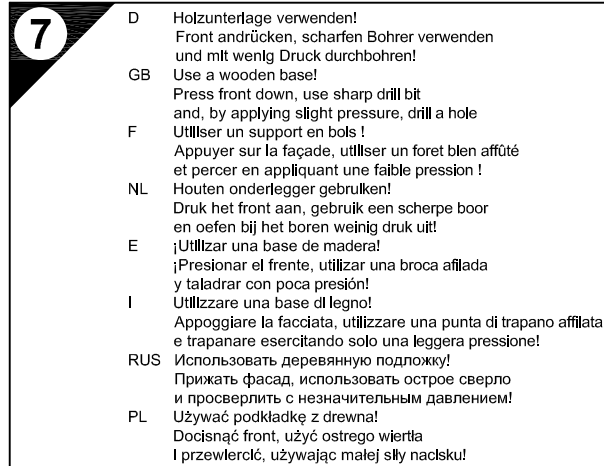 7
D Holzunterlage verwenden!
Front andrücken, scharfen Bohrer verwenden
und mit wenig Druck durchbohren!
GB Use a wooden base!
Press front down, use sharp drill bit
and, by applying slight pressure, drill a hole
F Utiliser un support en bois !
Appuyer sur la façade, utiliser un foret bien affûté
et percer en appliquant une faible pression !
NL Houten onderlegger gebruiken!
Druk het front aan, gebruik een scherpe boor
en oefen bij het boren weinig druk uit!
E ¡Utilizar una base de madera!
¡Presionar el frente, utilizar una broca afilada
y taladrar con poca presión!
I Utilizzare una base di legno!
Appoggiare la facciata, utilizzare una punta di trapano affilata
e trapanare esercitando solo una leggera pressione!
RUS Использовать деревянную подложку!
Прижать фасад, использовать острое сверло
и просверлить с незначительным давлением!
PL Używać podkładkę z drewna!
Docisnąć front, użyć ostrego wiertła
i przewiercić, używając małej siły nacisku!